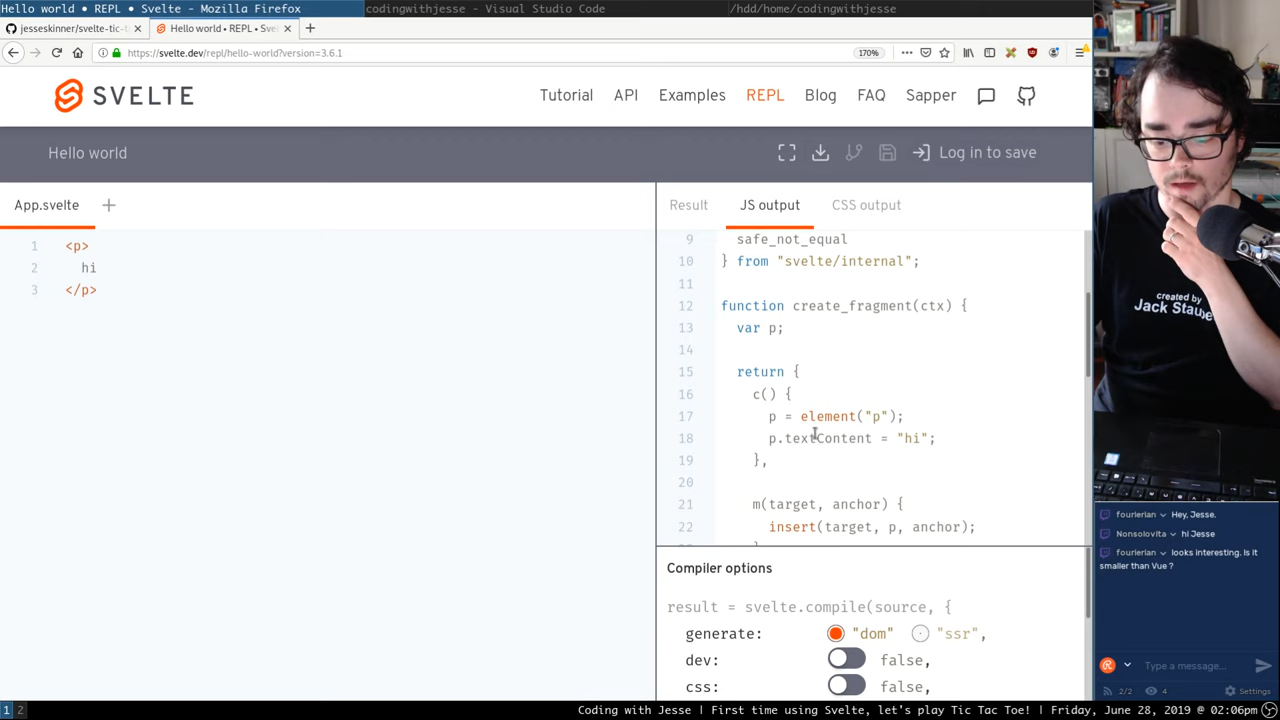 Hello world • REPL • Svelte - Mozilla Firefox
codingwithjesse - Visual Studio Code
/hdd/home/codingwithjesse
jesseskinner/svelte-tic-t
Hello world • REPL • Sve
https://svelte.dev/repl/hello-world?version=3.6.1
170%
SVELTE
Tutorial
API
Examples
REPL
Blog
FAQ
Sapper
Hello world
Log in to save
App.svelte
Result
JS output
CSS output
1 <p>
2 hi
3 </p>
9 safe_not_equal
10 } from "svelte/internal";
11
12 function create_fragment(ctx) {
13 var p;
14
15 return {
16 c() {
17 p = element("p");
18 p.textContent = "hi";
19 },
20
21 m(target, anchor) {
22 insert(target, p, anchor);
Compiler options
result = svelte.compile(source, {
generate: "dom" "ssr",
dev: false,
css: false,
created by
Jack Stau
fourierian Hey, Jesse.
Nonsolovita hi Jesse
fourierian looks interesting. Is it
smaller than Vue ?
Type a message...
2/2
4
Settings
1 2
Coding with Jesse | First time using Svelte, let's play Tic Tac Toe! | Friday, June 28, 2019 @ 02:06pm